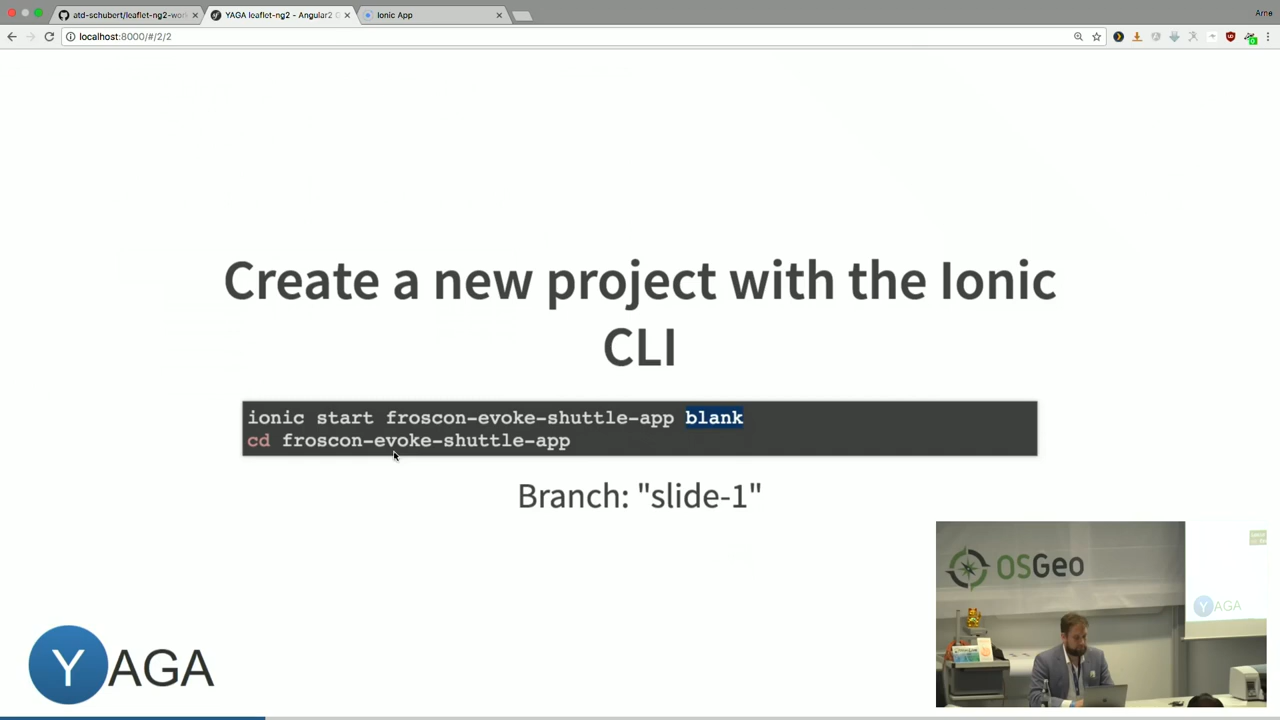 atd-schubert/leaflet-ng2-wor
YAGA leaflet-ng2 - Angular2
Ionic App
Arne
localhost:8000/#/2/2
Create a new project with the Ionic
CLI
ionic start froscon-evoke-shuttle-app blank
cd froscon-evoke-shuttle-app
Branch: "slide-1"
OSGeo
YAGA
YAGA